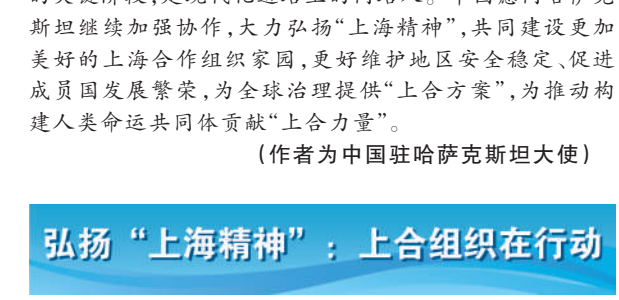 斯坦继续加强协作,大力弘扬“上海精神”,共同建设更加
美好的上海合作组织家园,更好维护地区安全稳定、促进
成员国发展繁荣,为全球治理提供“上合方案”,为推动构
建人类命运共同体贡献“上合力量”。
(作者为中国驻哈萨克斯坦大使)
弘扬“上海精神”:上合组织在行动